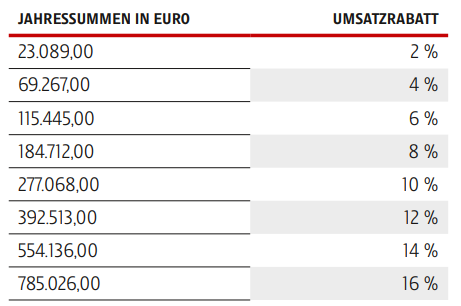 JAHRESSUMMEN IN EURO UMSATZRABATT
23.089,00 2 %
69.267,00 4 %
115.445,00 6 %
184.712,00 8 %
277.068,00 10 %
392.513,00 12 %
554.136,00 14 %
785.026,00 16 %